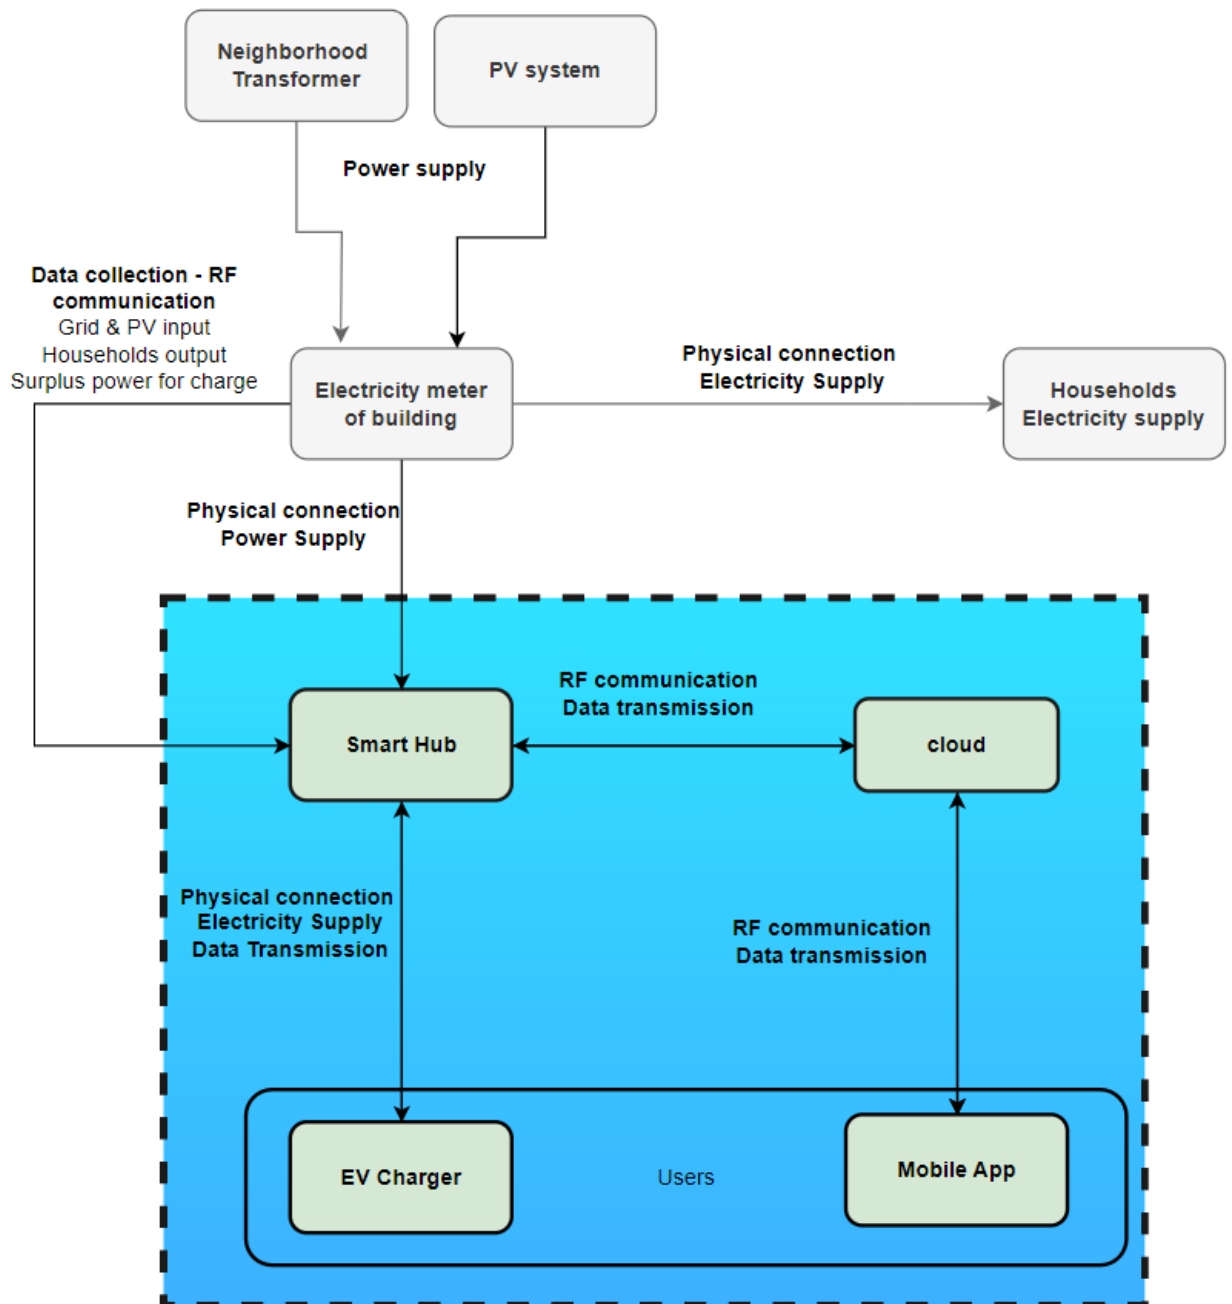 Neighborhood
Transformer
PV system
Power supply
Data collection - RF
communication
Grid & PV input
Households output
Surplus power for charge
Electricity meter
of building
Physical connection
Electricity Supply
Households
Electricity supply
Physical connection
Power Supply
RF communication
Data transmission
Smart Hub
cloud
Physical connection
Electricity Supply
Data Transmission
RF communication
Data transmission
EV Charger
Users
Mobile App